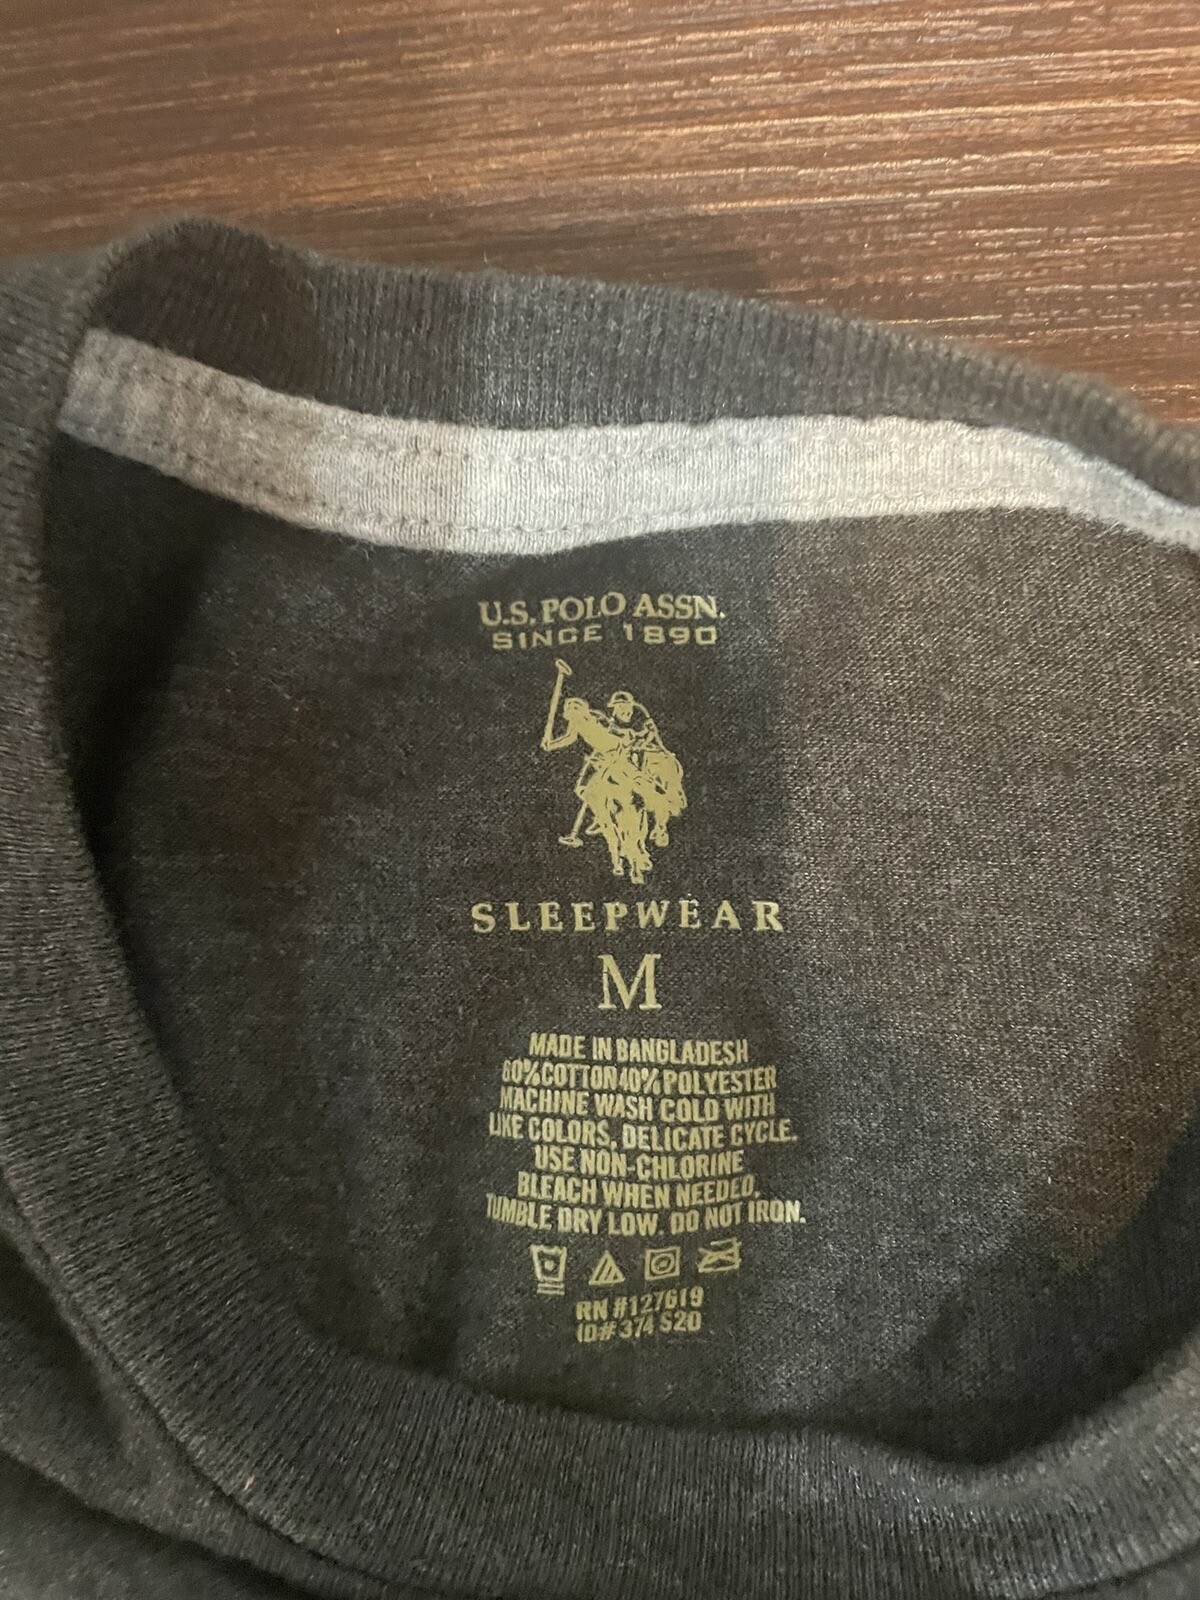 U.S. POLO ASSN.
SINCE 1890
SLEEPWEAR
M
MADE IN BANGLADESH
60%COTTON40%POLYESTER
MACHINE WASH COLD WITH
LIKE COLORS, DELICATE CYCLE.
USE NON-CHLORINE
BLEACH WHEN NEEDED.
TUMBLE DRY LOW. DO NOT IRON.
RN #127619
ID# 374 S20